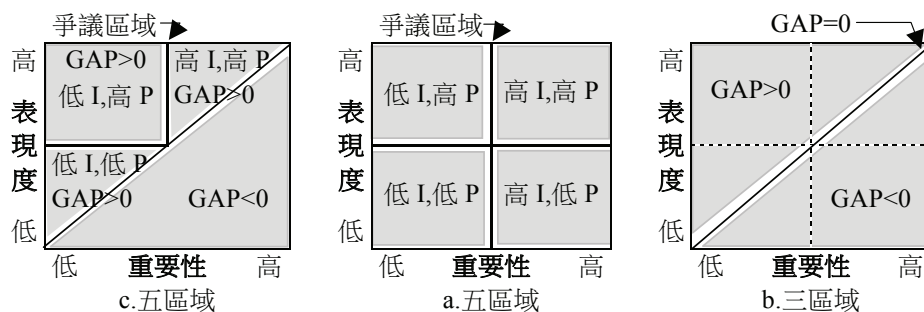 爭議區域
高
GAP>0
低 I,高 P
高 I,高 P
GAP>0
表
現
度
低 I,低 P
GAP>0
GAP<0
低
低
重要性
高
c.五區域
爭議區域
高
低 I,高 P
高 I,高 P
表
現
度
低 I,低 P
高 I,低 P
低
低
重要性
高
a.五區域
GAP=0
高
GAP>0
表
現
度
GAP<0
低
低
重要性
高
b.三區域